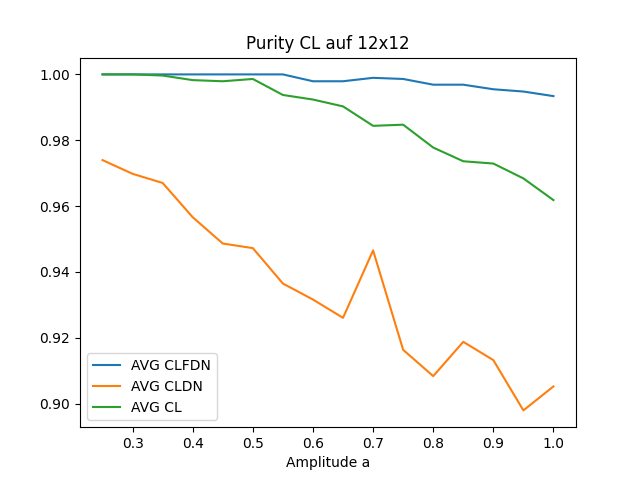 Purity CL auf 12x12
1.00
0.98
0.96
0.94
0.92
0.90
AVG CLFDN
AVG CLDN
AVG CL
0.3 0.4 0.5 0.6 0.7 0.8 0.9 1.0
Amplitude a